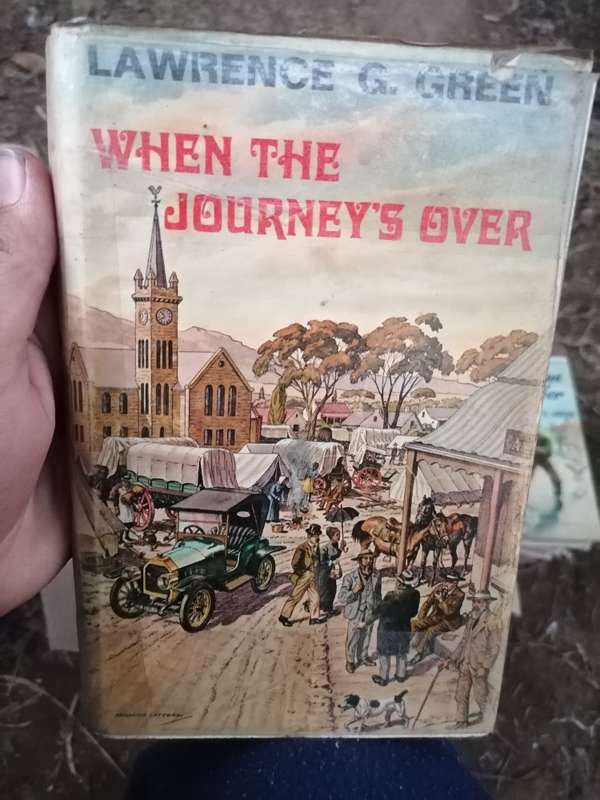 LAWRENCE G. GREEN
WHEN THE
JOURNEY'S OVER